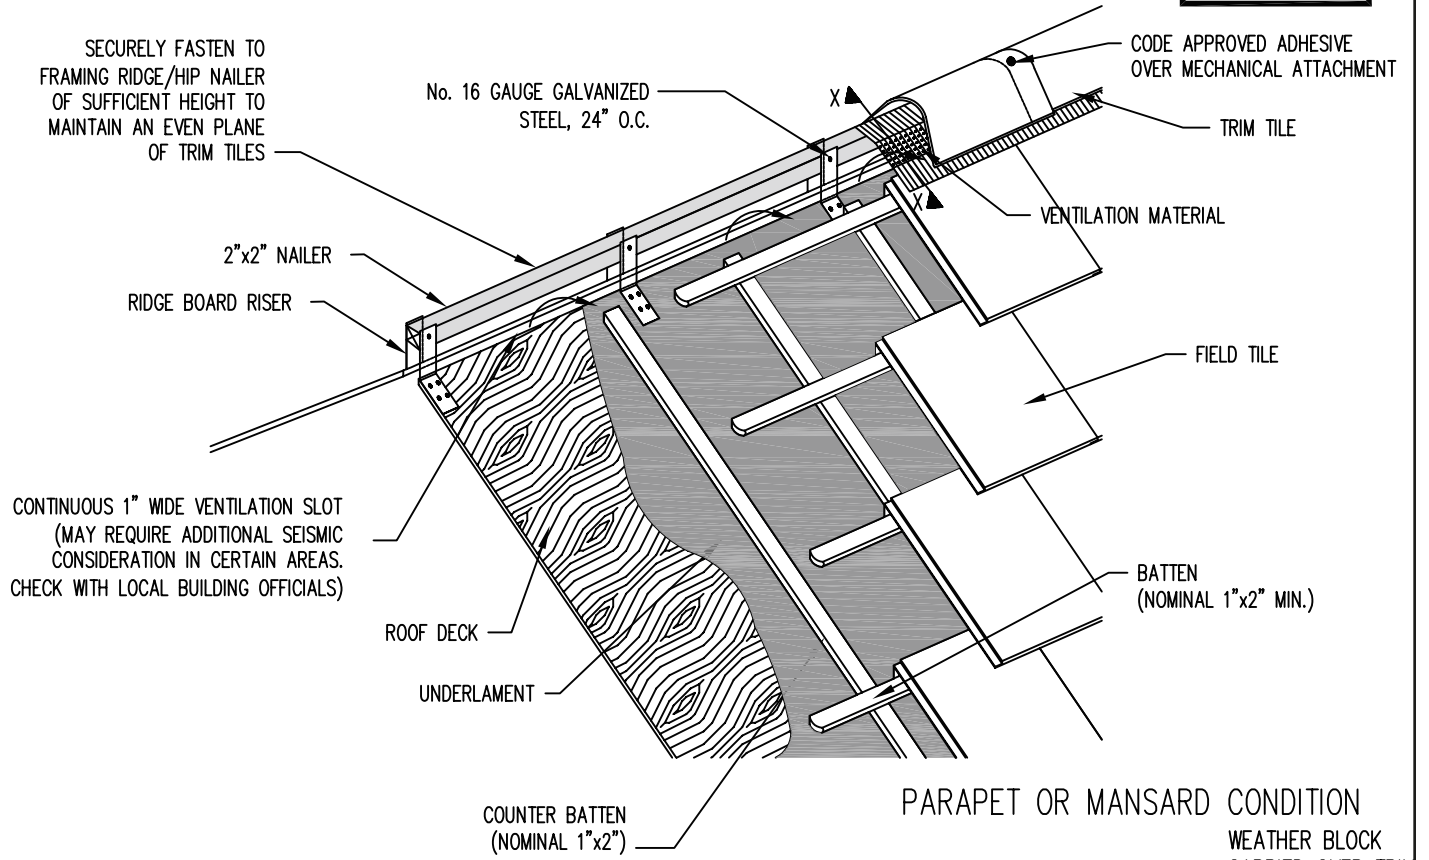 SECURELY FASTEN TO
FRAMING RIDGE/HIP NAILER
OF SUFFICIENT HEIGHT TO
MAINTAIN AN EVEN PLANE
OF TRIM TILES
No. 16 GAUGE GALVANIZED
STEEL, 24" O.C.
CODE APPROVED ADHESIVE
OVER MECHANICAL ATTACHMENT
X
TRIM TILE
X
VENTILATION MATERIAL
2"x2" NAILER
RIDGE BOARD RISER
FIELD TILE
CONTINUOUS 1" WIDE VENTILATION SLOT
(MAY REQUIRE ADDITIONAL SEISMIC
CONSIDERATION IN CERTAIN AREAS.
CHECK WITH LOCAL BUILDING OFFICIALS)
BATTEN
(NOMINAL 1"x2" MIN.)
ROOF DECK
UNDERLAMENT
COUNTER BATTEN
(NOMINAL 1"x2")
PARAPET OR MANSARD CONDITION
WEATHER BLOCK